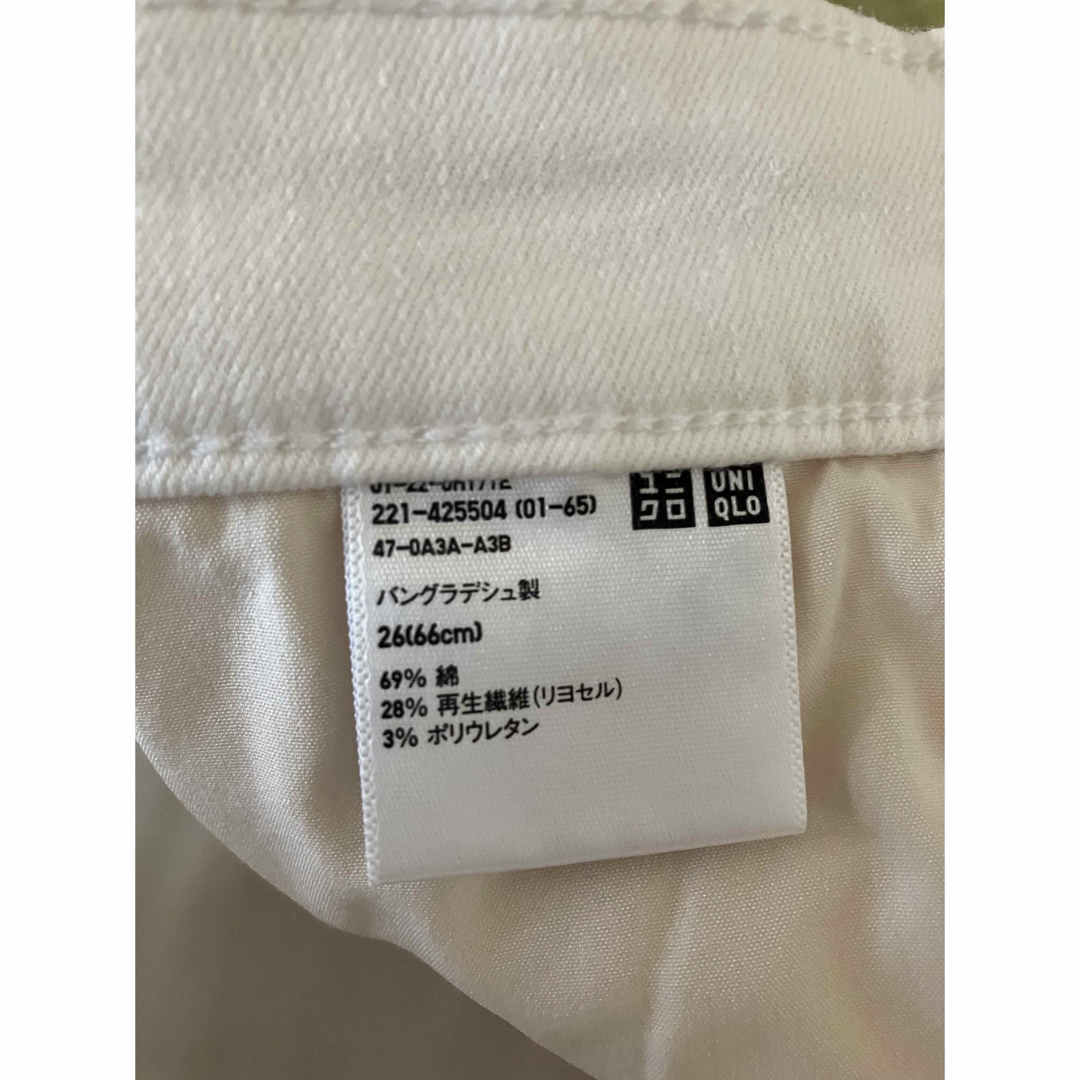 221-425504 (01-65)
47-0A3A-A3B
ユニ
クロ
UNI
QLO
バングラデシュ製
26(66cm)
69% 綿
28% 再生繊維(リヨセル)
3% ポリウレタン